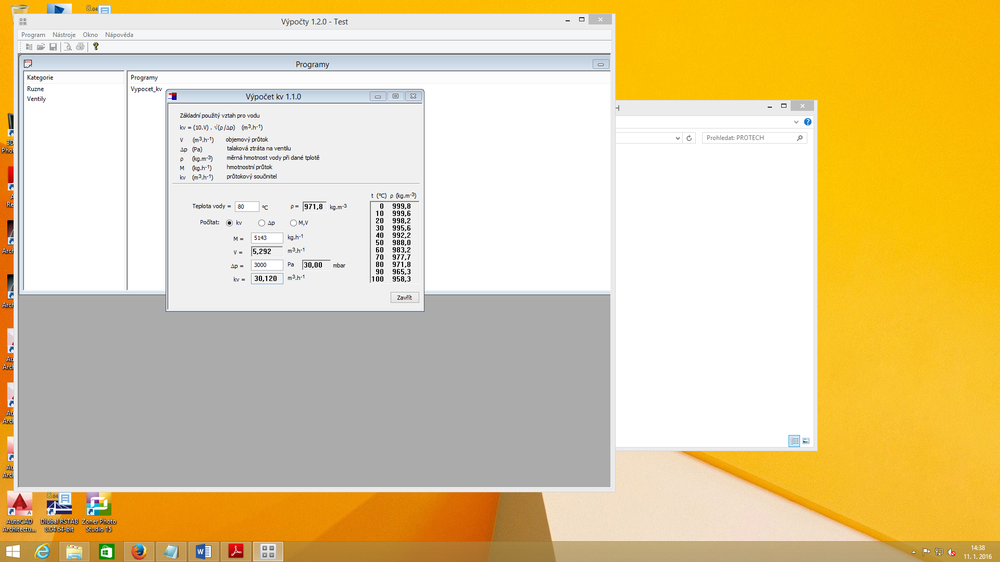 8.04
Výpočty 1.2.0 - Test
Program Nástroje Okno Nápověda
Programy
Kategorie
Ruzne
Ventily
Programy
Vypocet_kv
Výpočet kv 1.1.0
Základní použitý vztah pro vodu
kv = (10.V) . √(ρ/Δp) (m³.h⁻¹)
V (m³.h⁻¹) objemový průtok
Δp (Pa) talaková ztráta na ventilu
ρ (kg.m⁻³) měrná hmotnost vody při dané tplotě
M (kg.h⁻¹) hmotnostní průtok
kv (m³.h⁻¹) průtokový součinitel
Teplota vody = 80 ºC ρ = 971,8 kg.m⁻³
Počítat: kv Δp M,V
M = 5143 kg.h⁻¹
V = 5,292 m³.h⁻¹
Δp = 3000 Pa 30,00 mbar
kv = 30,120 m³.h⁻¹
t (ºC) ρ (kg.m⁻³)
0 999,8
10 999,6
20 998,2
30 995,6
40 992,2
50 988,0
60 983,2
70 977,7
80 971,8
90 965,3
100 958,3
Zavřít
Prohledat: PROTECH
3D
Phot
A
Re
Arch
Arch
Au
Arch
Au
Arch
Au
Arch
AutoCAD
Architectu...
8.04
Dlubal RSTAB
8.04 64-bit
Zoner Photo
Studio 15
14:38
11. 1. 2016